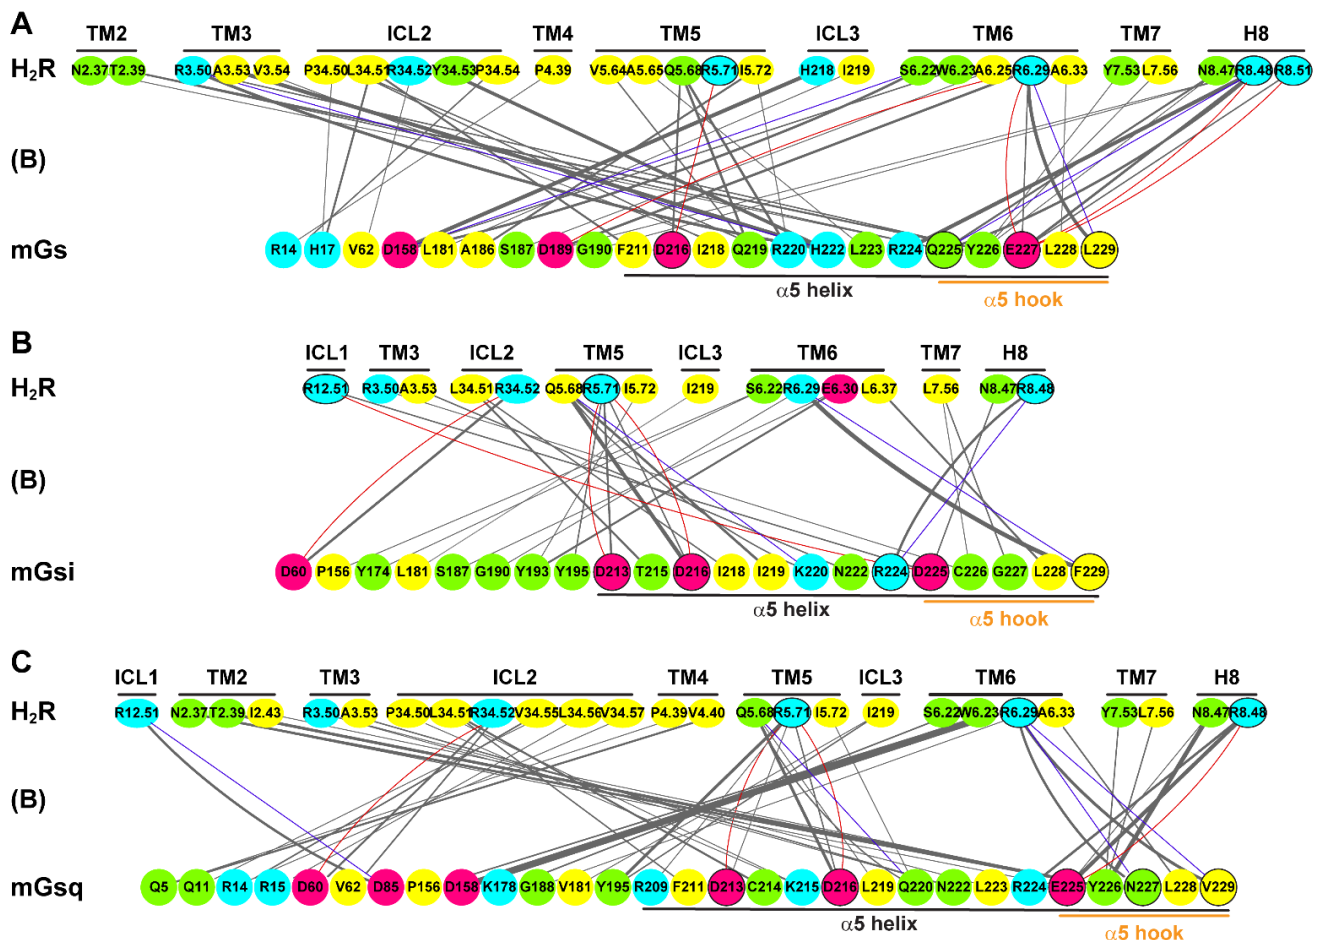 A
TM2 TM3 ICL2 TM4 TM5 ICL3 TM6 TM7 H8
H₂R N2.37 T2.39 R3.50 A3.53 V3.54 P34.50 L34.51 R34.52 Y34.53 P34.54 P4.39 V5.64 A5.65 Q5.68 R5.71 I5.72 H218 I219 S6.22 W6.23 A6.25 R6.29 A6.33 Y7.53 L7.56 N8.47 R8.48 R8.51
(B)
mGs R14 H17 V62 D158 L181 A186 S187 D189 G190 F211 D216 I218 Q219 R220 H222 L223 R224 Q225 Y226 E227 L228 L229
α5 helix α5 hook
B
ICL1 TM3 ICL2 TM5 ICL3 TM6 TM7 H8
H₂R R12.51 R3.50 A3.53 L34.51 R34.52 Q5.68 R5.71 I5.72 I219 S6.22 R6.29 E6.30 L6.37 L7.56 N8.47 R8.48
(B)
mGsi D60 P156 Y174 L181 S187 G190 Y193 Y195 D213 T215 D216 I218 I219 K220 N222 R224 D225 C226 G227 L228 F229
α5 helix α5 hook
C
ICL1 TM2 TM3 ICL2 TM4 TM5 ICL3 TM6 TM7 H8
H₂R R12.51 N2.37 T2.39 I2.43 R3.50 A3.53 P34.50 L34.51 R34.52 V34.55 L34.56 V34.57 P4.39 V4.40 Q5.68 R5.71 I5.72 I219 S6.22 W6.23 R6.29 A6.33 Y7.53 L7.56 N8.47 R8.48
(B)
mGsq Q5 Q11 R14 R15 D60 V62 D85 P156 D158 K178 G188 V181 Y195 R209 F211 D213 C214 K215 D216 L219 Q220 N222 L223 R224 E225 Y226 N227 L228 V229
α5 helix α5 hook